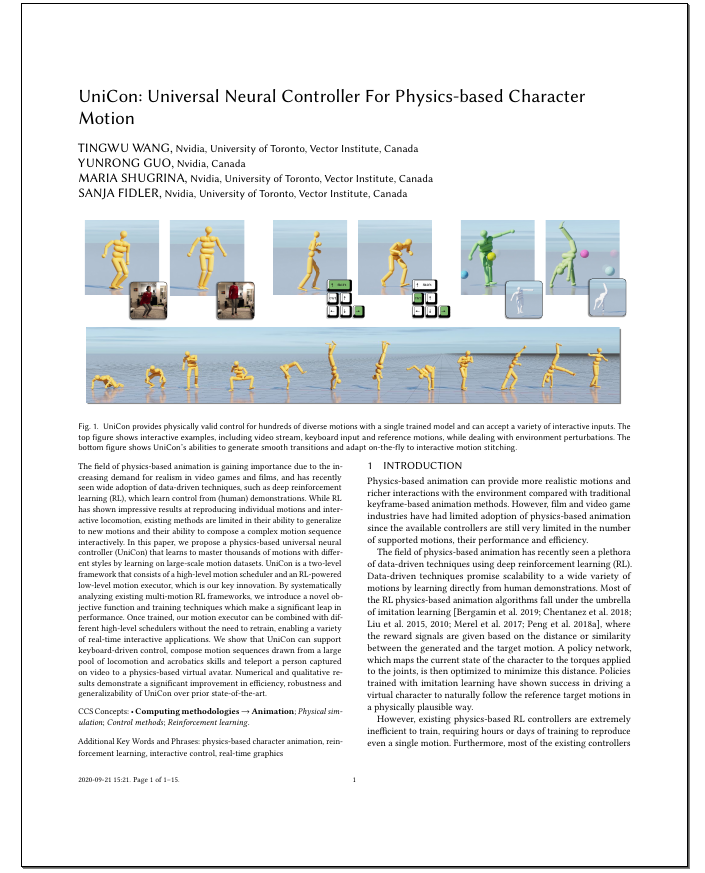 UniCon: Universal Neural Controller For Physics-based Character
Motion
TINGWU WANG, Nvidia, University of Toronto, Vector Institute, Canada
YUNRONG GUO, Nvidia, Canada
MARIA SHUGRINA, Nvidia, University of Toronto, Vector Institute, Canada
SANJA FIDLER, Nvidia, University of Toronto, Vector Institute, Canada
Fig. 1. UniCon provides physically valid control for hundreds of diverse motions with a single trained model and can accept a variety of interactive inputs. The
top figure shows interactive examples, including video stream, keyboard input and reference motions, while dealing with environment perturbations. The
bottom figure shows UniCon's abilities to generate smooth transitions and adapt on-the-fly to interactive motion stitching.
The field of physics-based animation is gaining importance due to the in-
creasing demand for realism in video games and films, and has recently
seen wide adoption of data-driven techniques, such as deep reinforcement
learning (RL), which learn control from (human) demonstrations. While RL
has shown impressive results at reproducing individual motions and inter-
active locomotion, existing methods are limited in their ability to generalize
to new motions and their ability to compose a complex motion sequence
interactively. In this paper, we propose a physics-based universal neural
controller (UniCon) that learns to master thousands of motions with differ-
ent styles by learning on large-scale motion datasets. UniCon is a two-level
framework that consists of a high-level motion scheduler and an RL-powered
low-level motion executor, which is our key innovation. By systematically
analyzing existing multi-motion RL frameworks, we introduce a novel ob-
jective function and training techniques which make a significant leap in
performance. Once trained, our motion executor can be combined with dif-
ferent high-level schedulers without the need to retrain, enabling a variety
of real-time interactive applications. We show that UniCon can support
keyboard-driven control, compose motion sequences drawn from a large
pool of locomotion and acrobatics skills and teleport a person captured
on video to a physics-based virtual avatar. Numerical and qualitative re-
sults demonstrate a significant improvement in efficiency, robustness and
generalizability of UniCon over prior state-of-the-art.
CCS Concepts: • Computing methodologies → Animation; Physical sim-
ulation; Control methods; Reinforcement learning.
Additional Key Words and Phrases: physics-based character animation, rein-
forcement learning, interactive control, real-time graphics
1 INTRODUCTION
Physics-based animation can provide more realistic motions and
richer interactions with the environment compared with traditional
keyframe-based animation methods. However, film and video game
industries have had limited adoption of physics-based animation
since the available controllers are still very limited in the number
of supported motions, their performance and efficiency.
The field of physics-based animation has recently seen a plethora
of data-driven techniques using deep reinforcement learning (RL).
Data-driven techniques promise scalability to a wide variety of
motions by learning directly from human demonstrations. Most of
the RL physics-based animation algorithms fall under the umbrella
of imitation learning [Bergamin et al. 2019; Chentanez et al. 2018;
Liu et al. 2015, 2010; Merel et al. 2017; Peng et al. 2018a], where
the reward signals are given based on the distance or similarity
between the generated and the target motion. A policy network,
which maps the current state of the character to the torques applied
to the joints, is then optimized to minimize this distance. Policies
trained with imitation learning have shown success in driving a
virtual character to naturally follow the reference target motions in
a physically plausible way.
However, existing physics-based RL controllers are extremely
inefficient to train, requiring hours or days of training to reproduce
even a single motion. Furthermore, most of the existing controllers
2020-09-21 15:21. Page 1 of 1–15.
1